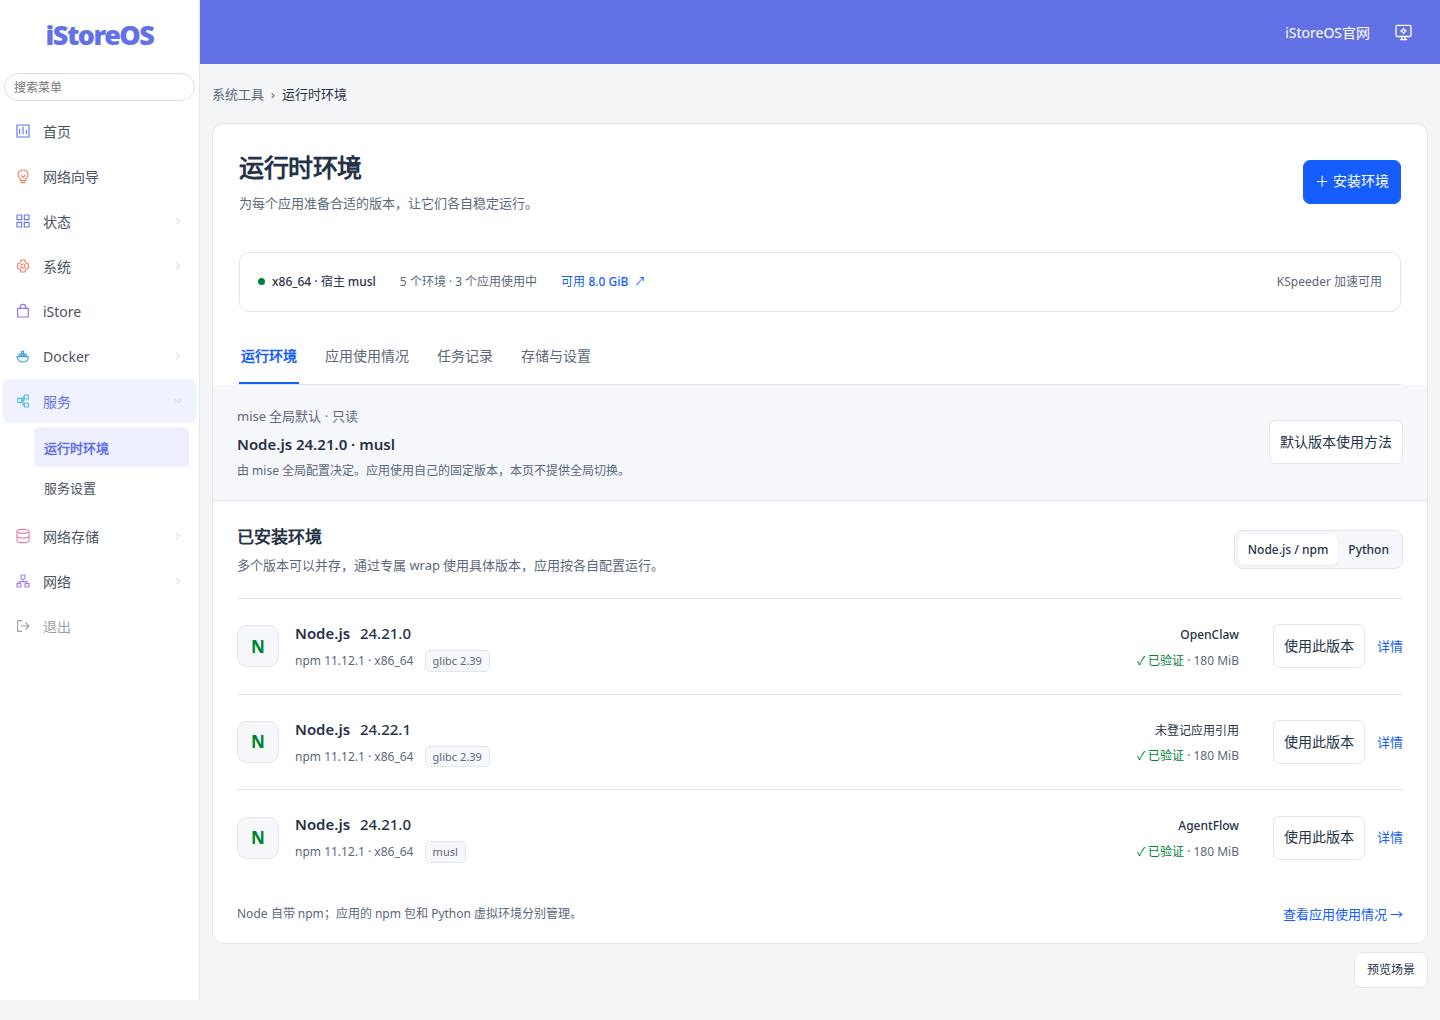 iStoreOS
iStoreOS官网
搜索菜单
首页
网络向导
状态
系统
iStore
Docker
服务
运行时环境
服务设置
网络存储
网络
退出
系统工具 › 运行时环境
运行时环境
为每个应用准备合适的版本，让它们各自稳定运行。
＋ 安装环境
x86_64 · 宿主 musl 5 个环境 · 3 个应用使用中 可用 8.0 GiB ↗ KSpeeder 加速可用
运行环境 应用使用情况 任务记录 存储与设置
mise 全局默认 · 只读
Node.js 24.21.0 · musl
由 mise 全局配置决定。应用使用自己的固定版本，本页不提供全局切换。
默认版本使用方法
已安装环境
多个版本可以并存，通过专属 wrap 使用具体版本，应用按各自配置运行。
Node.js / npm Python
N
Node.js 24.21.0
npm 11.12.1 · x86_64 glibc 2.39
OpenClaw
✓已验证 · 180 MiB
使用此版本 详情
N
Node.js 24.22.1
npm 11.12.1 · x86_64 glibc 2.39
未登记应用引用
✓已验证 · 180 MiB
使用此版本 详情
N
Node.js 24.21.0
npm 11.12.1 · x86_64 musl
AgentFlow
✓已验证 · 180 MiB
使用此版本 详情
Node 自带 npm；应用的 npm 包和 Python 虚拟环境分别管理。
查看应用使用情况 →
预览场景